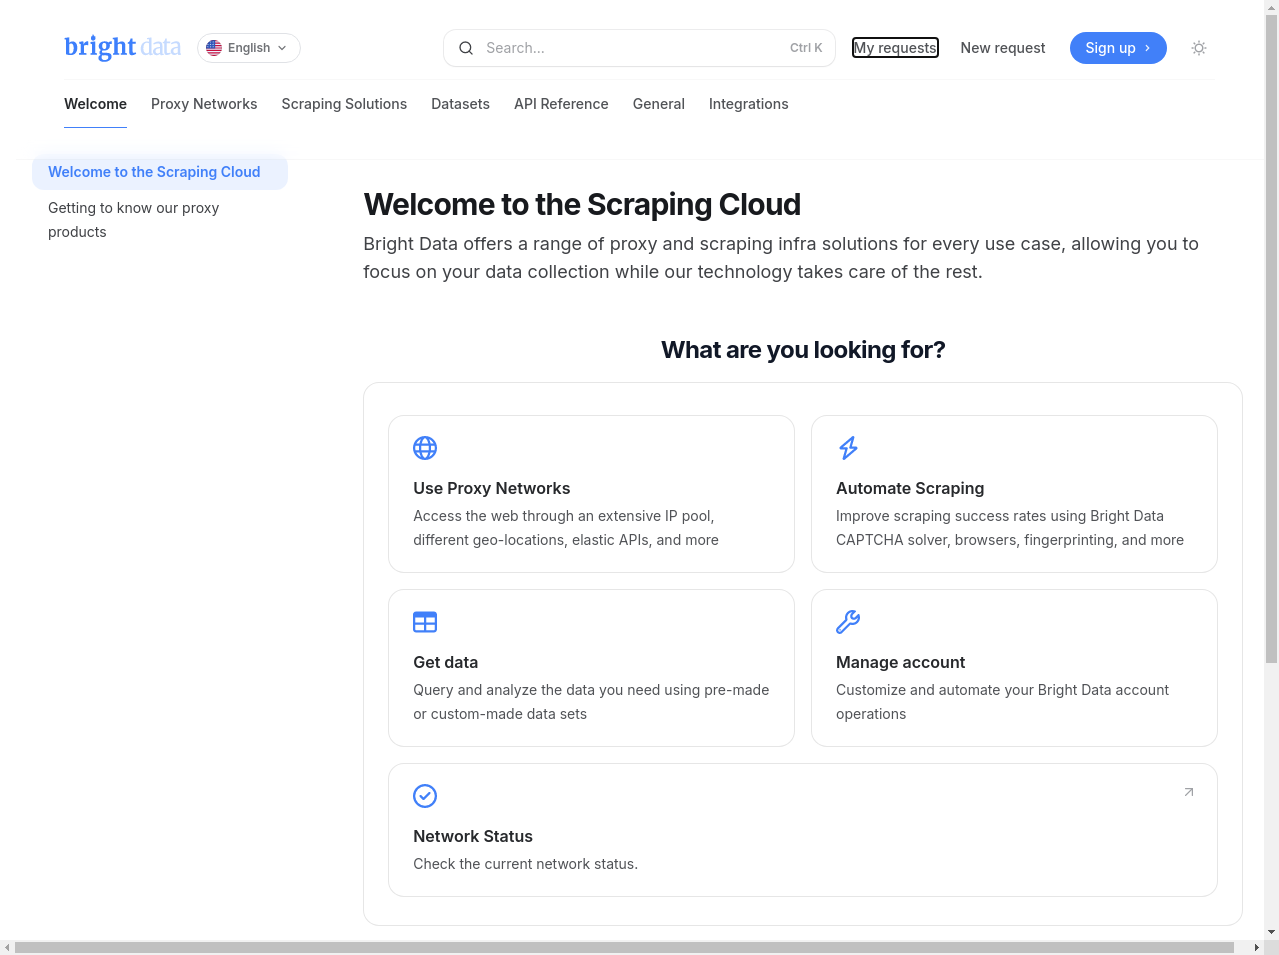 bright data
English
Search...
Ctrl K
My requests
New request
Sign up
Welcome
Proxy Networks
Scraping Solutions
Datasets
API Reference
General
Integrations
Welcome to the Scraping Cloud
Getting to know our proxy
products
Welcome to the Scraping Cloud
Bright Data offers a range of proxy and scraping infra solutions for every use case, allowing you to
focus on your data collection while our technology takes care of the rest.
What are you looking for?
Use Proxy Networks
Access the web through an extensive IP pool,
different geo-locations, elastic APIs, and more
Automate Scraping
Improve scraping success rates using Bright Data
CAPTCHA solver, browsers, fingerprinting, and more
Get data
Query and analyze the data you need using pre-made
or custom-made data sets
Manage account
Customize and automate your Bright Data account
operations
Network Status
Check the current network status.